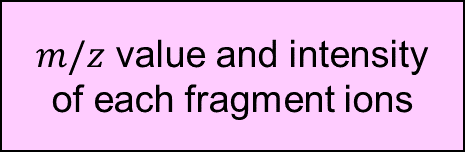 m/z value and intensity
of each fragment ions